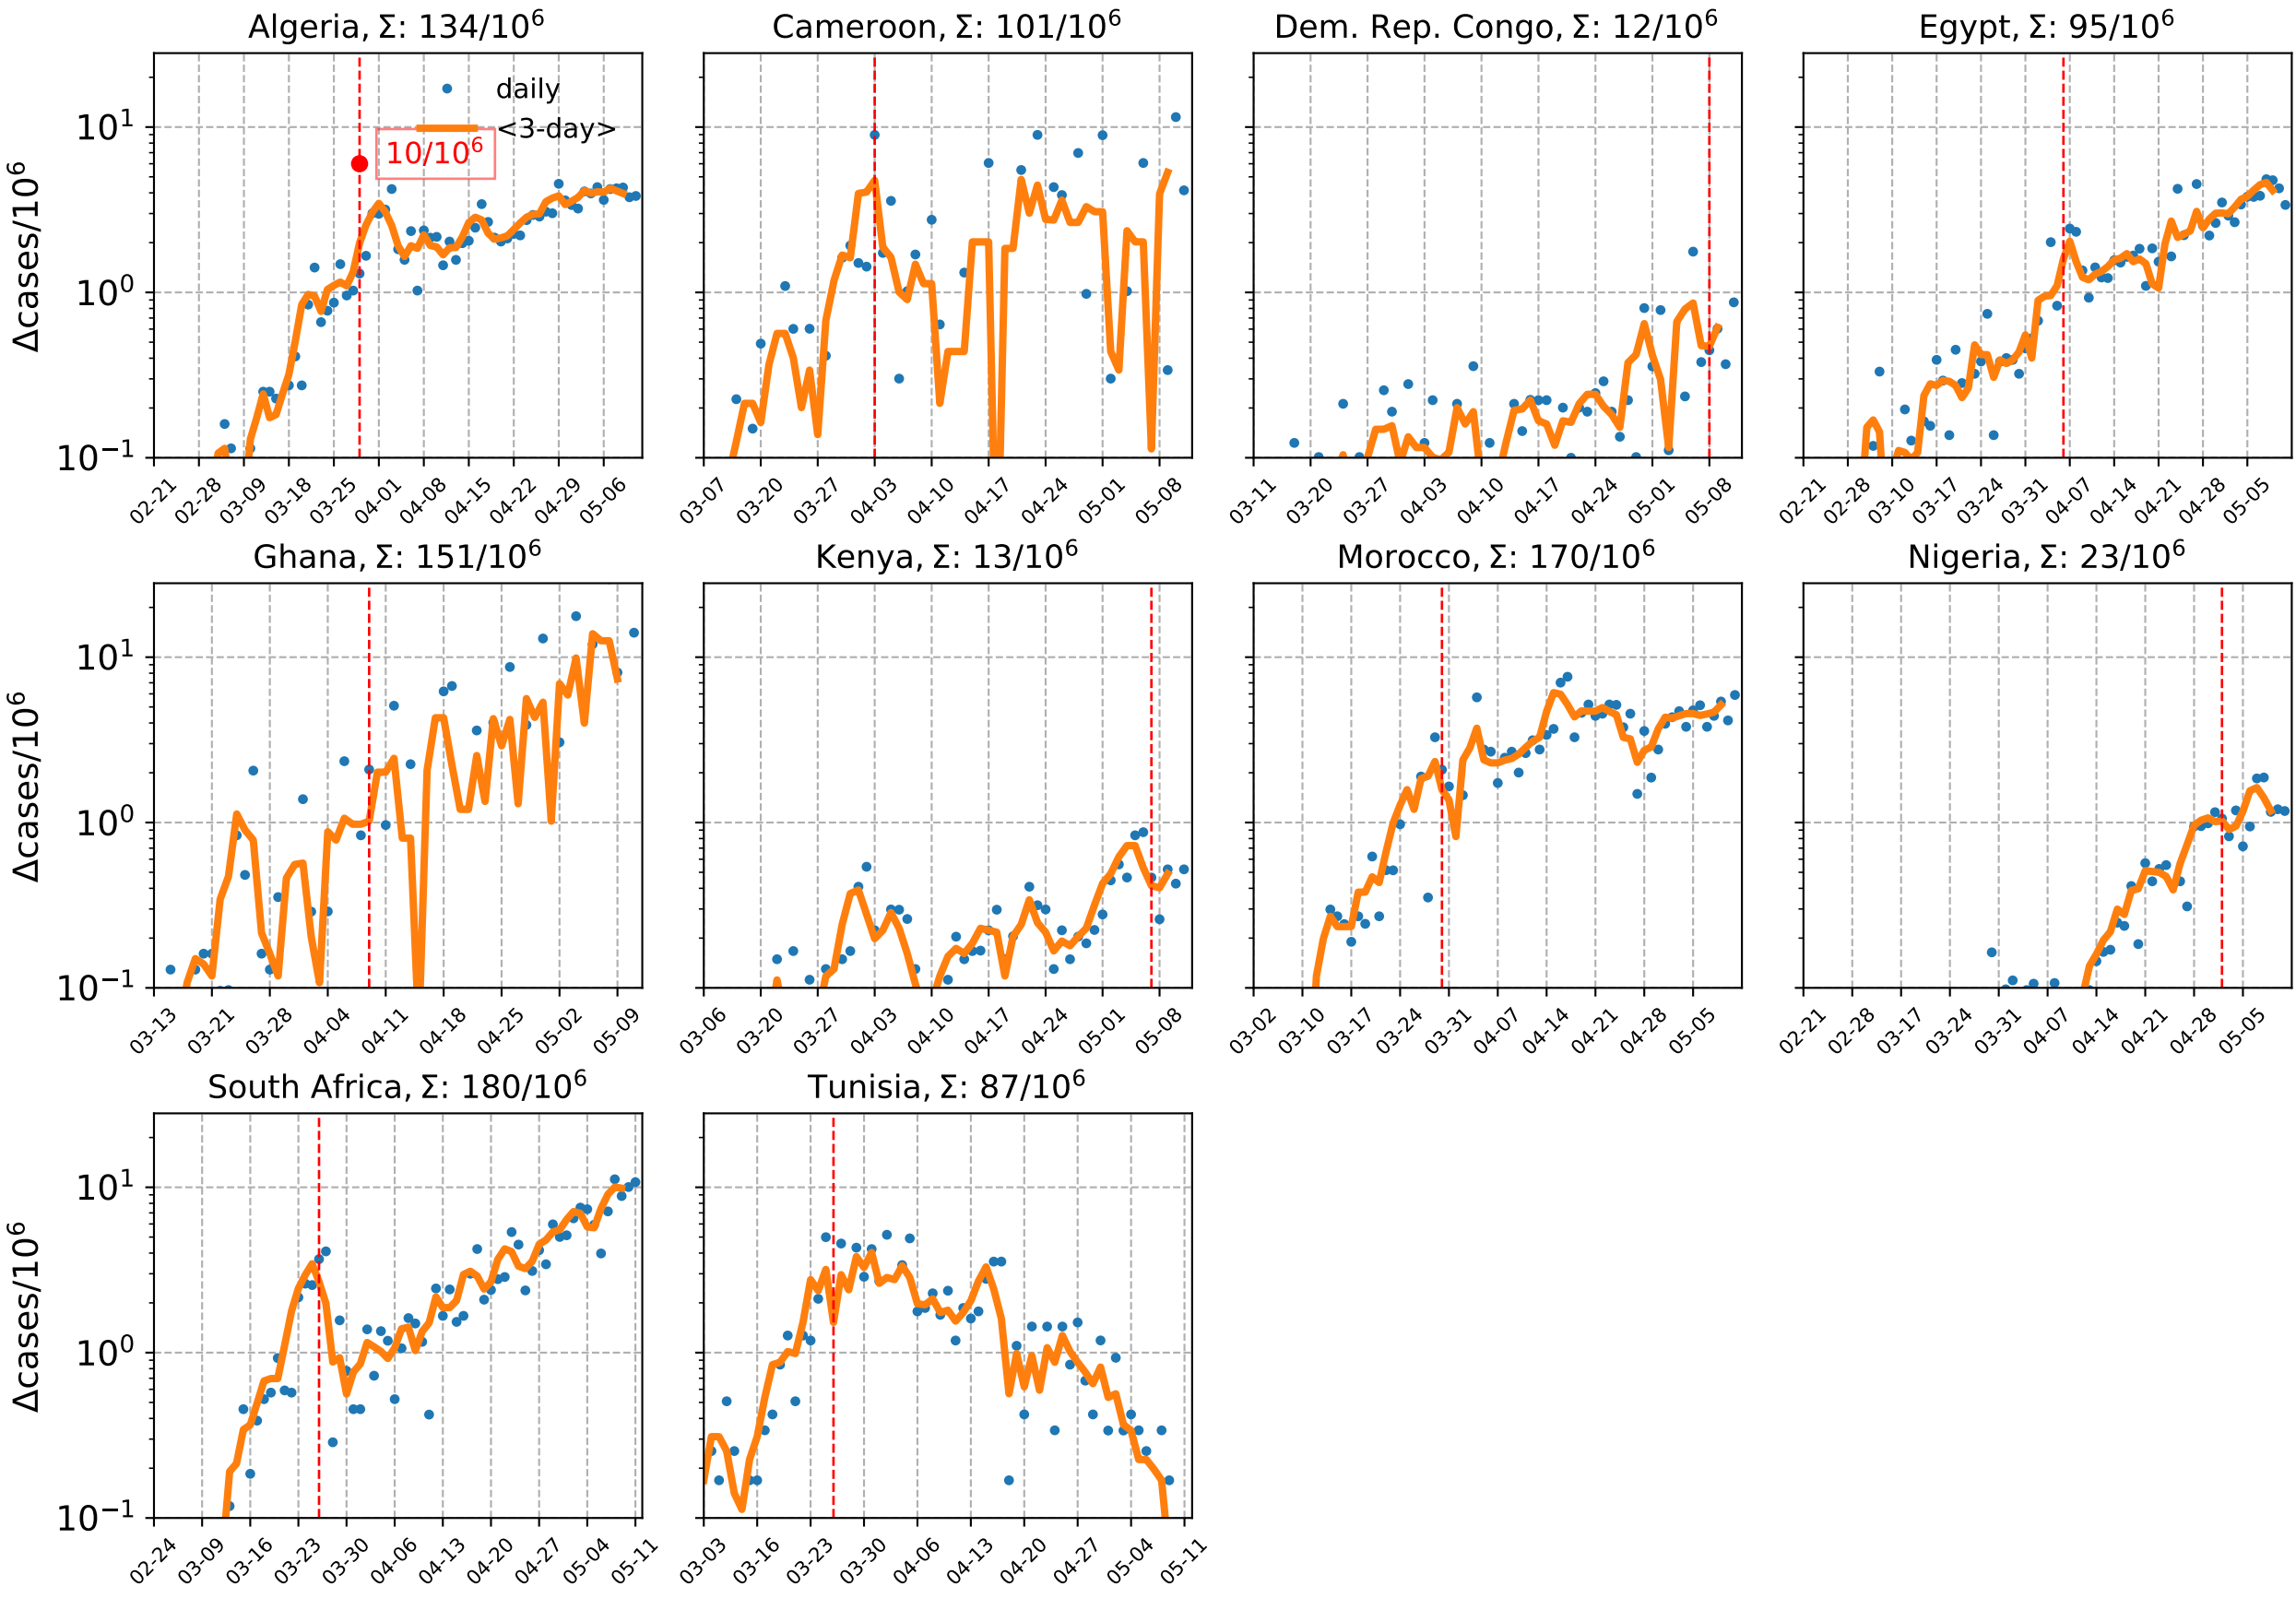 Algeria, Σ: 134/10⁶
Cameroon, Σ: 101/10⁶
Dem. Rep. Congo, Σ: 12/10⁶
Egypt, Σ: 95/10⁶
Δcases/10⁶
10¹
10⁰
10⁻¹
daily
<3-day>
10/10⁶
02-21 02-28 03-09 03-18 03-25 04-01 04-08 04-15 04-22 04-29 05-06
03-07 03-20 03-27 04-03 04-10 04-17 04-24 05-01 05-08
03-11 03-20 03-27 04-03 04-10 04-17 04-24 05-01 05-08
02-21 02-28 03-10 03-17 03-24 03-31 04-07 04-14 04-21 04-28 05-05
Ghana, Σ: 151/10⁶
Kenya, Σ: 13/10⁶
Morocco, Σ: 170/10⁶
Nigeria, Σ: 23/10⁶
Δcases/10⁶
10¹
10⁰
10⁻¹
03-13 03-21 03-28 04-04 04-11 04-18 04-25 05-02 05-09
03-06 03-20 03-27 04-03 04-10 04-17 04-24 05-01 05-08
03-02 03-10 03-17 03-24 03-31 04-07 04-14 04-21 04-28 05-05
02-21 02-28 03-17 03-24 03-31 04-07 04-14 04-21 04-28 05-05
South Africa, Σ: 180/10⁶
Tunisia, Σ: 87/10⁶
Δcases/10⁶
10¹
10⁰
10⁻¹
02-24 03-09 03-16 03-23 03-30 04-06 04-13 04-20 04-27 05-04 05-11
03-03 03-16 03-23 03-30 04-06 04-13 04-20 04-27 05-04 05-11